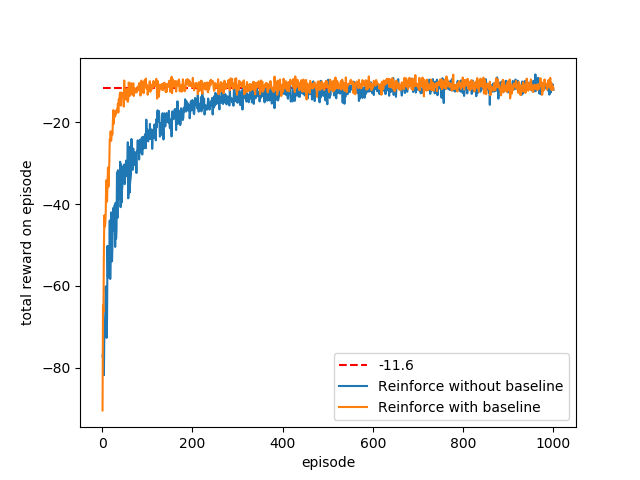 −20
−40
−60
−80
total reward on episode
0
200
400
600
800
1000
episode
-11.6
Reinforce without baseline
Reinforce with baseline